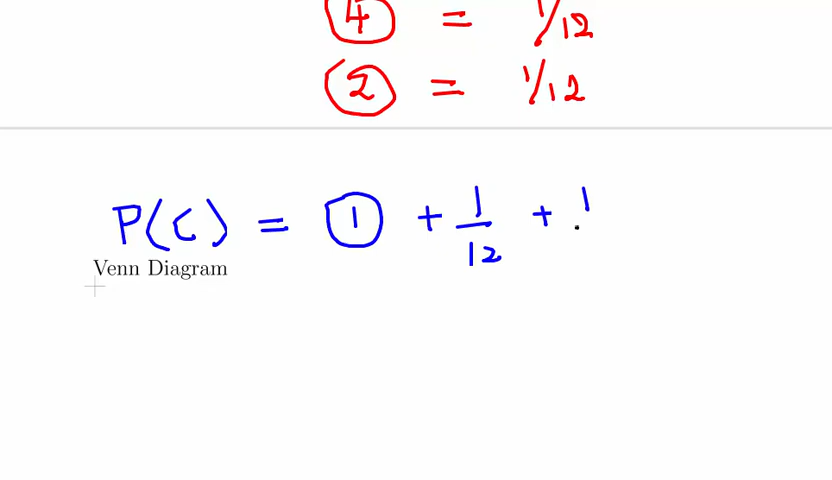 ④ = 1/12
② = 1/12
P(C) = ① + 1/12 + 1
Venn Diagram